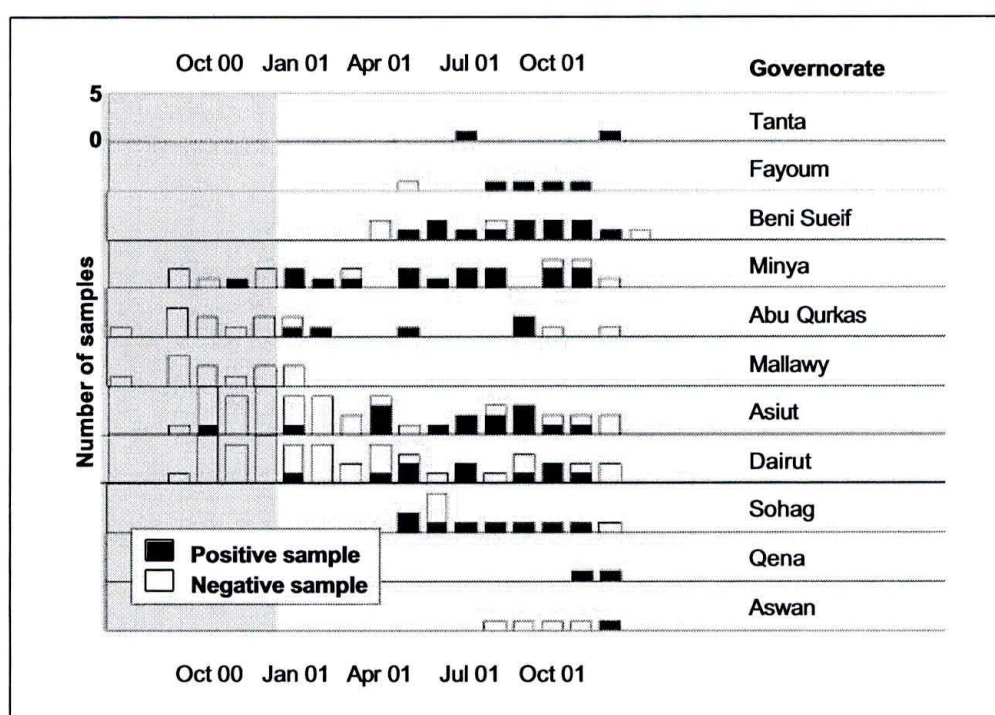 Oct 00 Jan 01 Apr 01 Jul 01 Oct 01
Governorate
5
0
Number of samples
Tanta
Fayoum
Beni Sueif
Minya
Abu Qurkas
Mallawy
Asiut
Dairut
Sohag
Qena
Aswan
Positive sample
Negative sample
Oct 00 Jan 01 Apr 01 Jul 01 Oct 01